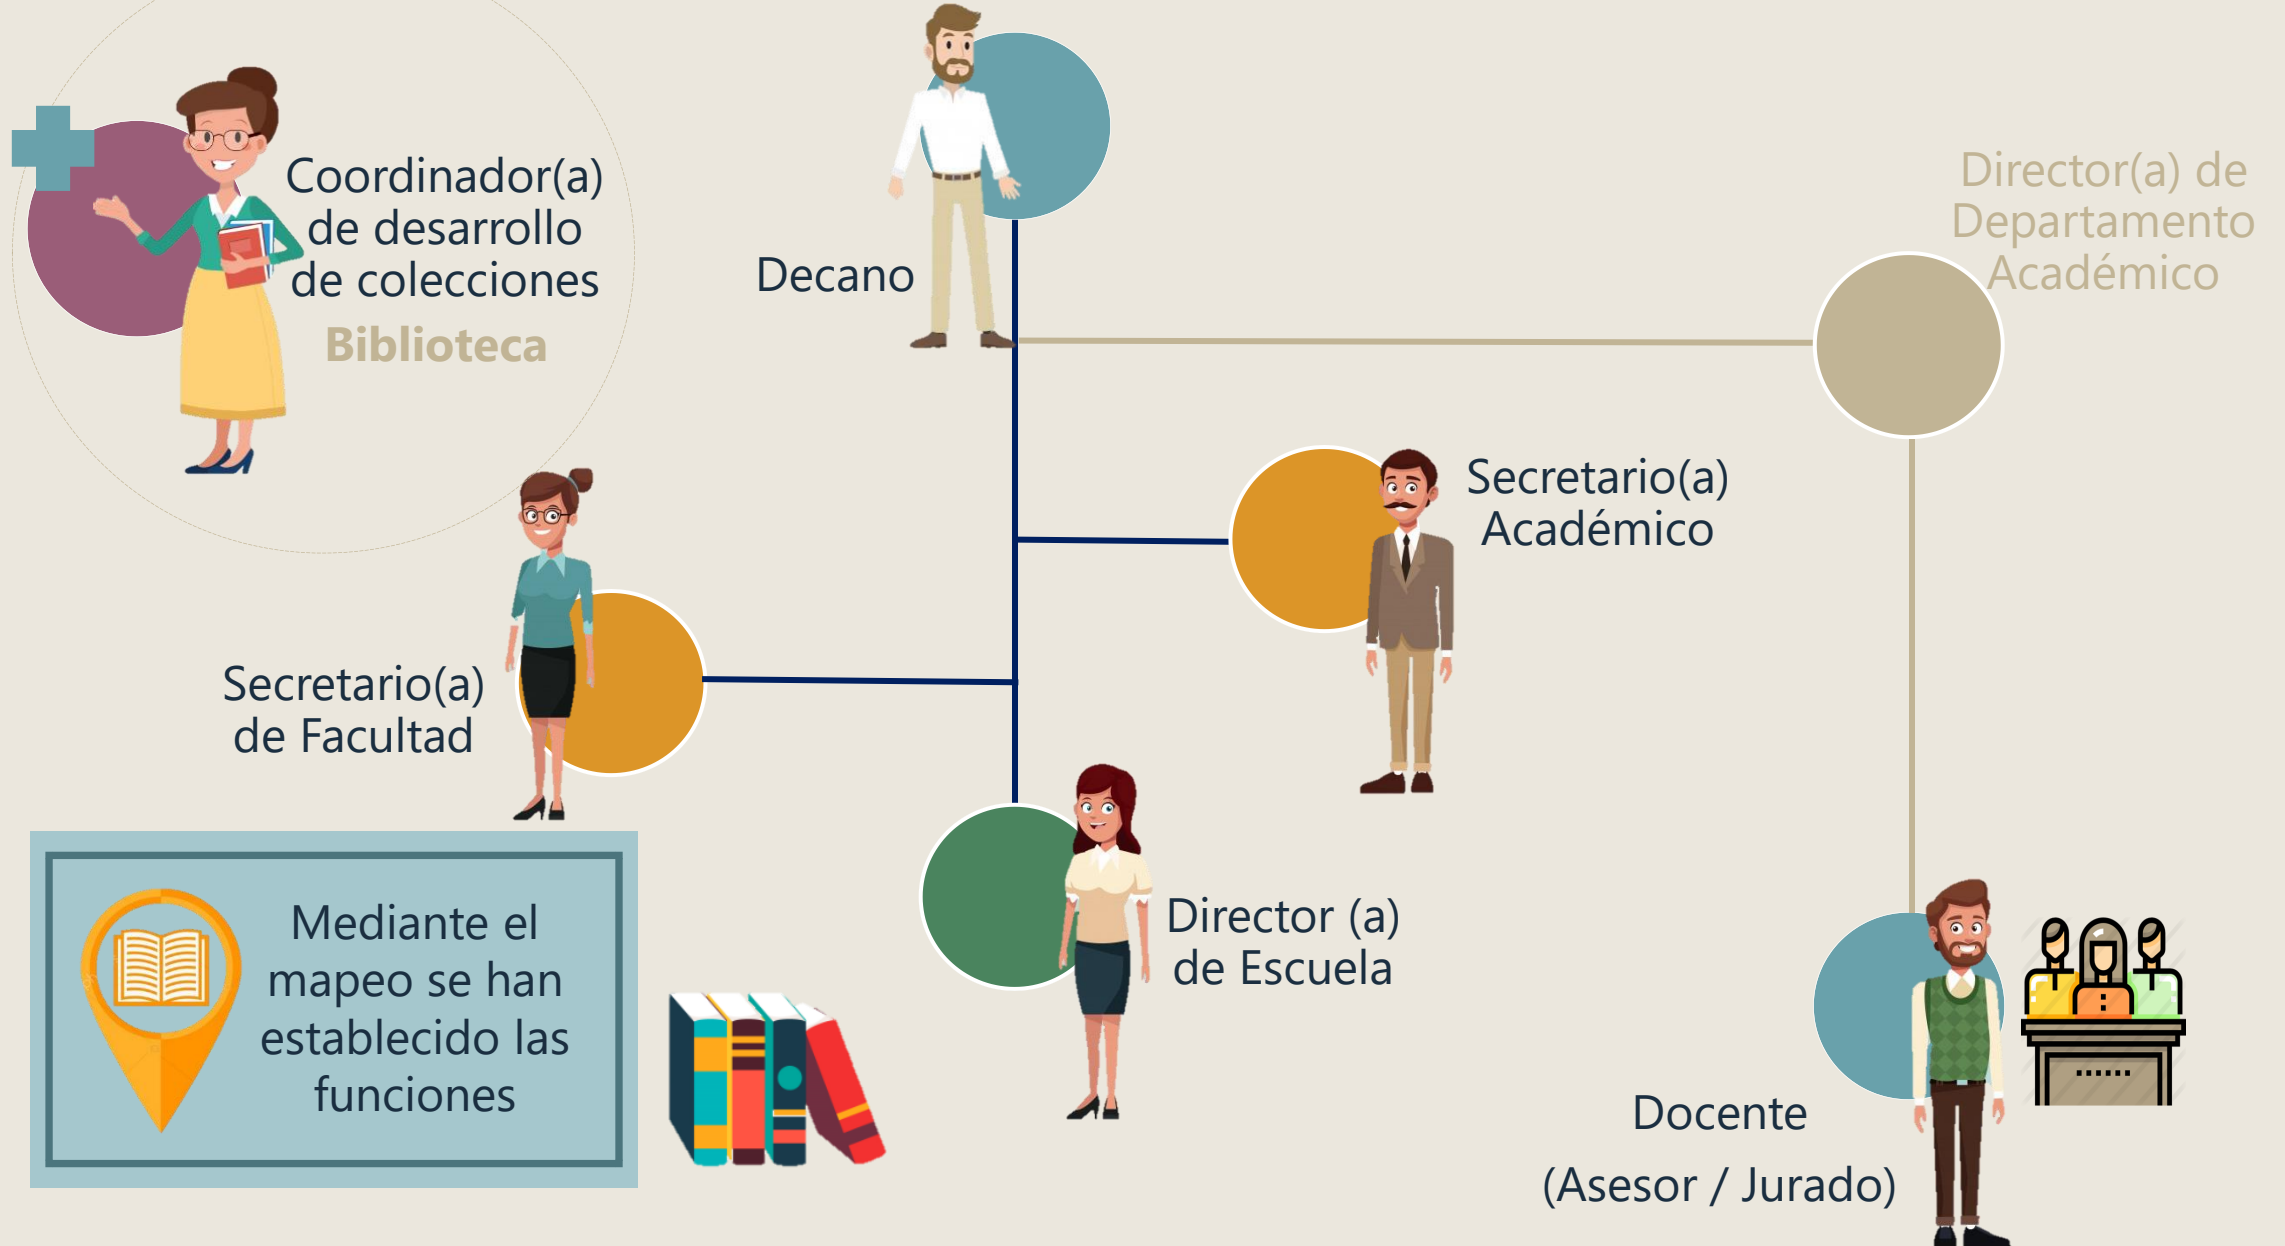 Coordinador(a)
de desarrollo
de colecciones
Biblioteca
Decano
Director(a) de
Departamento
Académico
Secretario(a)
Académico
Secretario(a)
de Facultad
Director (a)
de Escuela
Mediante el
mapeo se han
establecido las
funciones
Docente
(Asesor / Jurado)